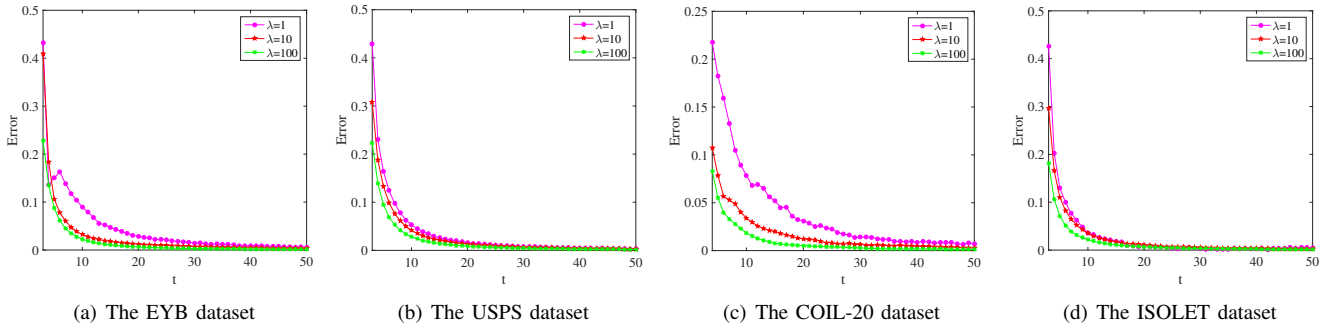 0.5
0.4
0.3
0.2
0.1
0
Error
10 20 30 40 50
t
λ=1
λ=10
λ=100
(a) The EYB dataset
0.5
0.4
0.3
0.2
0.1
0
Error
10 20 30 40 50
t
λ=1
λ=10
λ=100
(b) The USPS dataset
0.25
0.2
0.15
0.1
0.05
0
Error
10 20 30 40 50
t
λ=1
λ=10
λ=100
(c) The COIL-20 dataset
0.5
0.4
0.3
0.2
0.1
0
Error
10 20 30 40 50
t
λ=1
λ=10
λ=100
(d) The ISOLET dataset